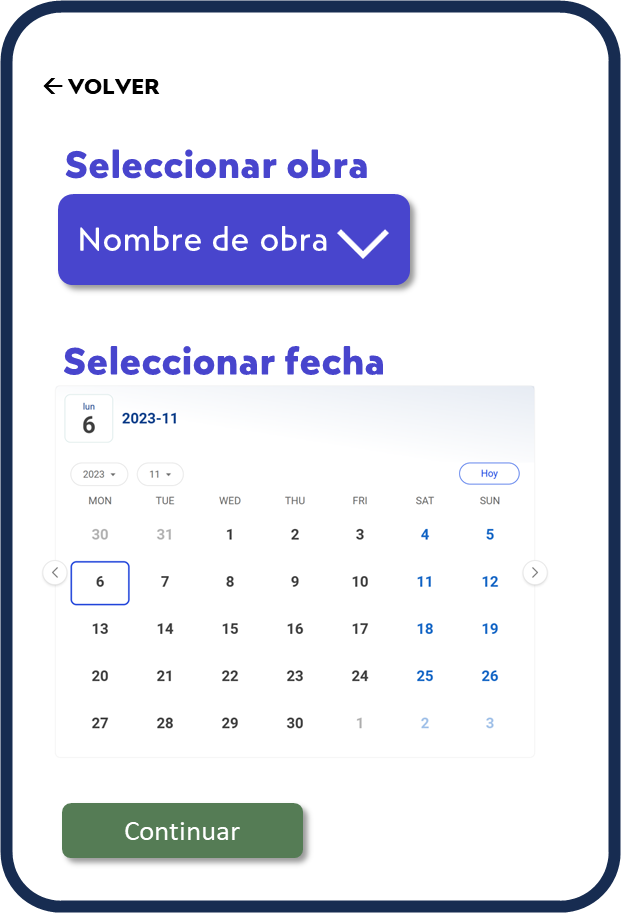 ← VOLVER
Seleccionar obra
Nombre de obra
Seleccionar fecha
lun
6
2023-11
2023 11 Hoy
MON TUE WED THU FRI SAT SUN
30 31 1 2 3 4 5
6 7 8 9 10 11 12
13 14 15 16 17 18 19
20 21 22 23 24 25 26
27 28 29 30 1 2 3
Continuar